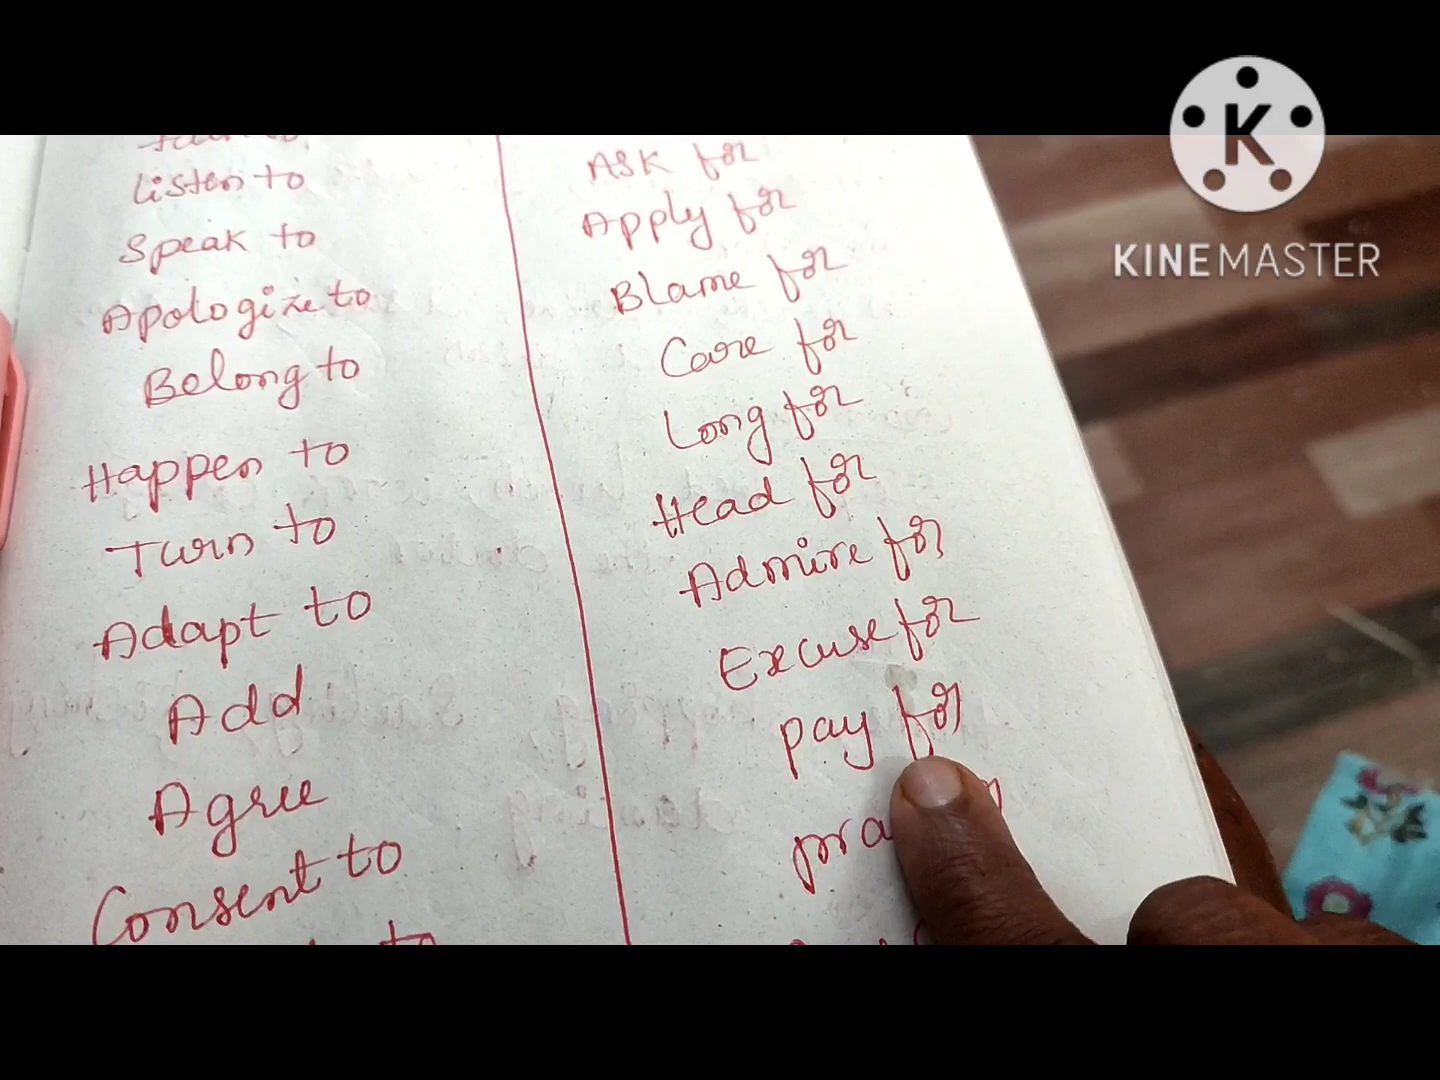 Listen to
Speak to
Apologize to
Belong to
Happen to
Turn to
Adapt to
Add
Agree
Consent to
to
Ask for
Apply for
Blame for
Care for
Long for
Head for
Admire for
Excuse for
pay for
K
KINEMASTER